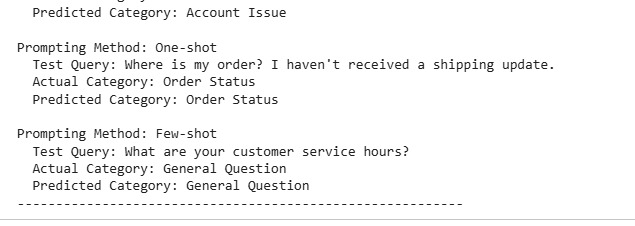 Predicted Category: Account Issue
Prompting Method: One-shot
Test Query: Where is my order? I haven't received a shipping update.
Actual Category: Order Status
Predicted Category: Order Status
Prompting Method: Few-shot
Test Query: What are your customer service hours?
Actual Category: General Question
Predicted Category: General Question
----------------------------------------------------------